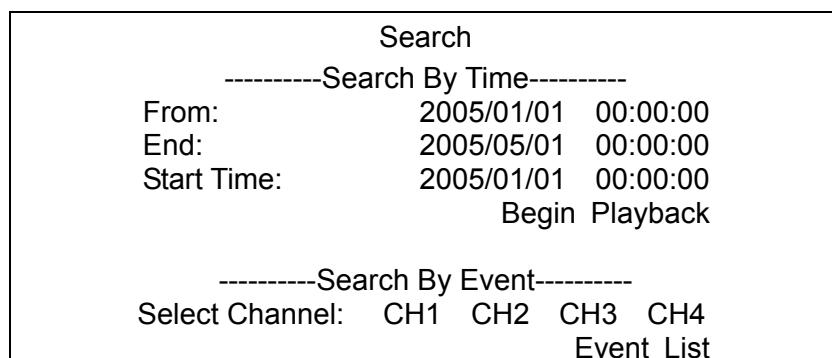 Search
----------Search By Time----------
From: 2005/01/01 00:00:00
End: 2005/05/01 00:00:00
Start Time: 2005/01/01 00:00:00
Begin Playback
----------Search By Event----------
Select Channel: CH1 CH2 CH3 CH4
Event List